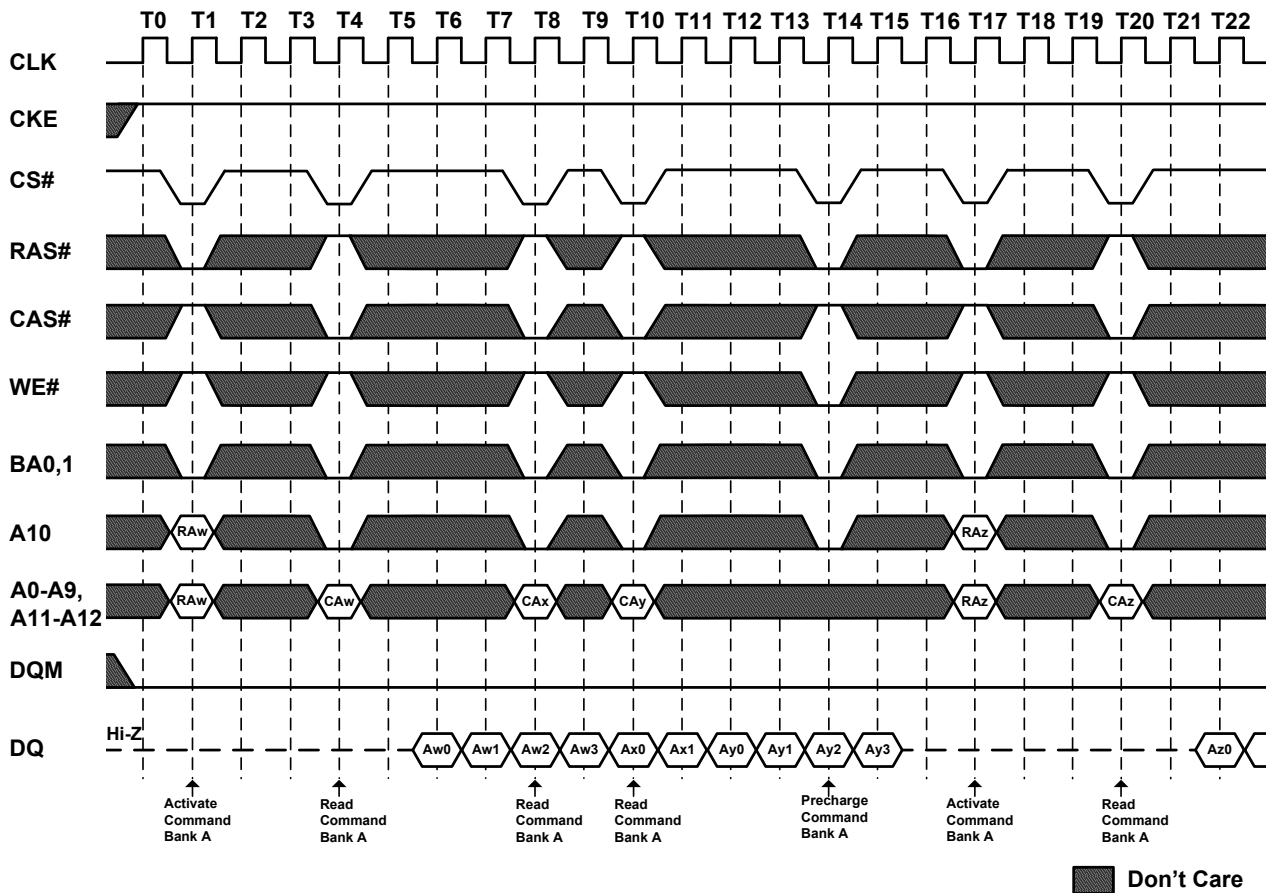 T0 T1 T2 T3 T4 T5 T6 T7 T8 T9 T10 T11 T12 T13 T14 T15 T16 T17 T18 T19 T20 T21 T22
CLK
CKE
CS#
RAS#
CAS#
WE#
BA0,1
A10
RAw RAz
A0-A9,
A11-A12
RAw CAw CAx CAy RAz CAz
DQM
DQ
Hi-Z
Aw0 Aw1 Aw2 Aw3 Ax0 Ax1 Ay0 Ay1 Ay2 Ay3 Az0
Activate
Command
Bank A
Read
Command
Bank A
Read
Command
Bank A
Read
Command
Bank A
Precharge
Command
Bank A
Activate
Command
Bank A
Read
Command
Bank A
Don't Care